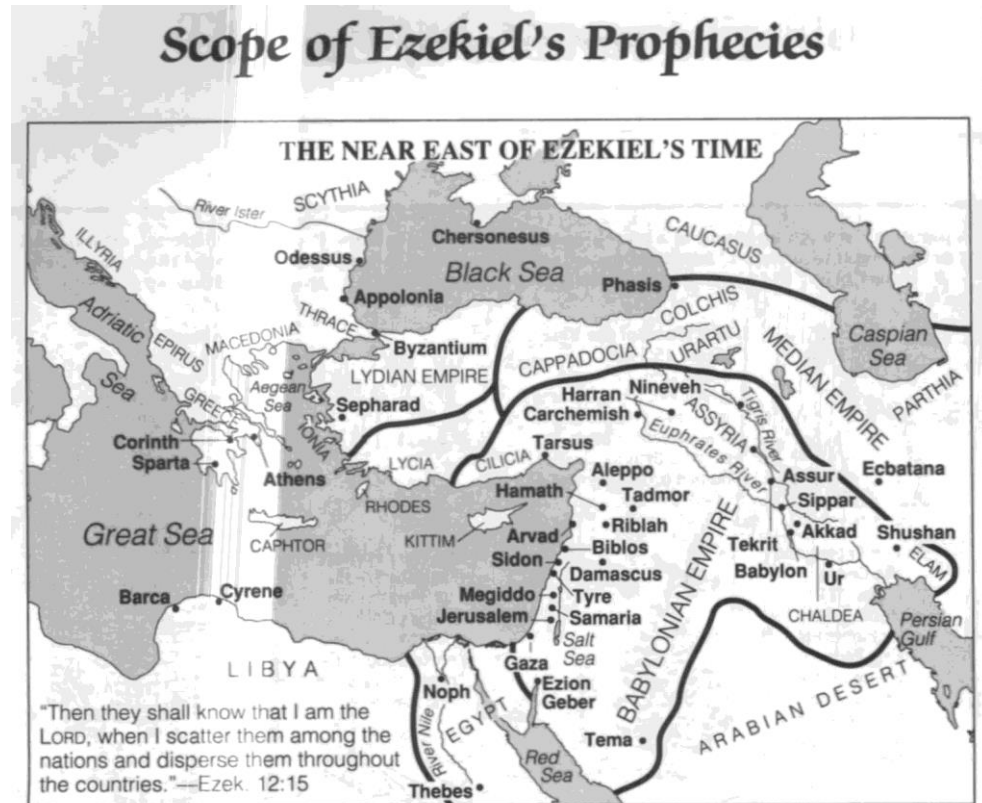 Scope of Ezekiel's Prophecies
THE NEAR EAST OF EZEKIEL'S TIME
SCYTHIA
River Ister
ILLYRIA
Chersonesus
CAUCASUS
Odessus
Black Sea
Phasis
Appolonia
COLCHIS
Adriatic
Sea
THRACE
MACEDONIA
EPIRUS
Byzantium
CAPPADOCIA
URARTU
Caspian
Sea
MEDIAN EMPIRE
LYDIAN EMPIRE
Aegean
Sea
Nineveh
Harran
Carchemish
Tigris River
PARTHIA
Sepharad
GREE
IONIA
ASSYRIA
Euphrates River
Corinth
Sparta
Athens
LYCIA
CILICIA
Tarsus
Aleppo
Assur
Ecbatana
Hamath
Tadmor
Sippar
RHODES
Great Sea
CAPHTOR
KITTIM
Arvad
Riblah
Akkad
Shushan
Sidon
Biblos
Tekrit
ELAM
Damascus
Babylon
Ur
Barca
Cyrene
Megiddo
Tyre
Jerusalem
Samaria
BABYLONIAN EMPIRE
CHALDEA
Persian
Gulf
Salt
Sea
LIBYA
Gaza
Noph
Ezion
Geber
EGYPT
River Nile
ARABIAN DESERT
Tema
Red
Sea
Thebes
"Then they shall know that I am the
LORD, when I scatter them among the
nations and disperse them throughout
the countries."—Ezek. 12:15